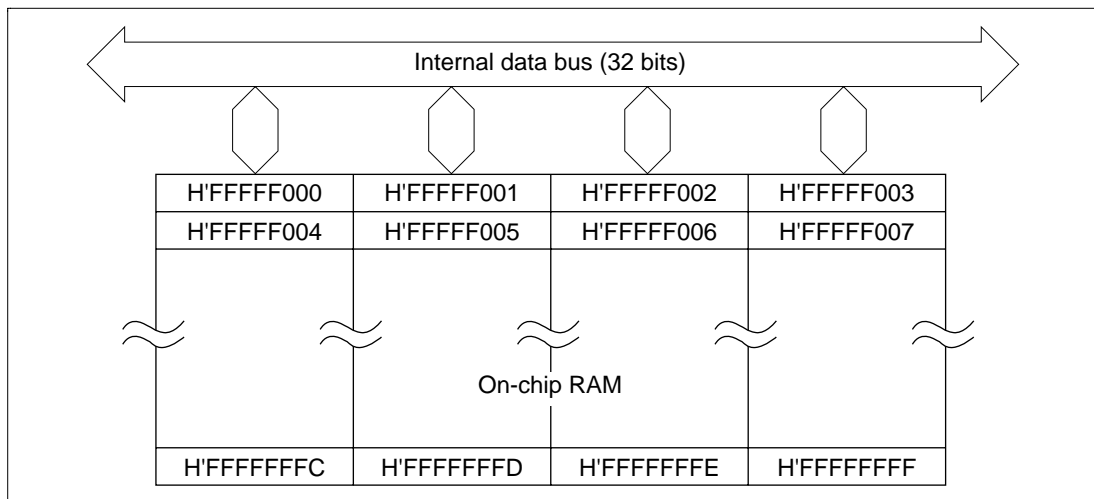 Internal data bus (32 bits)
H'FFFFF000 H'FFFFF001 H'FFFFF002 H'FFFFF003
H'FFFFF004 H'FFFFF005 H'FFFFF006 H'FFFFF007
On-chip RAM
H'FFFFFFFC H'FFFFFFFD H'FFFFFFFE H'FFFFFFFF